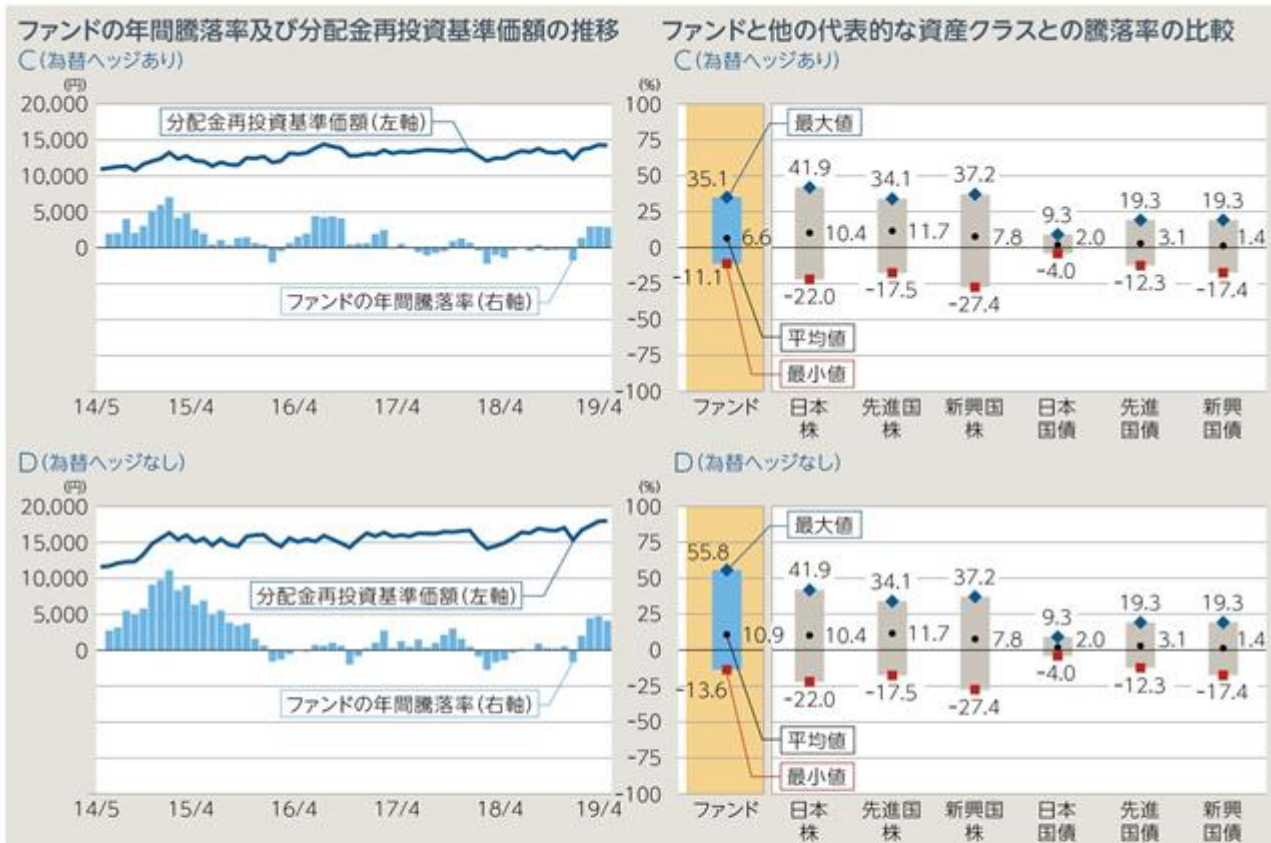 ファンドの年間騰落率及び分配金再投資基準価額の推移
C(為替ヘッジあり)
(円)
20,000
15,000
10,000
5,000
0
分配金再投資基準価額(左軸)
ファンドの年間騰落率(右軸)
14/5 15/4 16/4 17/4 18/4 19/4
ファンドと他の代表的な資産クラスとの騰落率の比較
C(為替ヘッジあり)
(%)
100
75
50
25
0
-25
-50
-75
-100
最大値
35.1 41.9 34.1 37.2 9.3 19.3 19.3
6.6 10.4 11.7 7.8 2.0 3.1 1.4
-11.1 -22.0 -17.5 -27.4 -4.0 -12.3 -17.4
平均値
最小値
ファンド 日本株 先進国株 新興国株 日本国債 先進国債 新興国債
D(為替ヘッジなし)
(円)
20,000
15,000
10,000
5,000
0
分配金再投資基準価額(左軸)
ファンドの年間騰落率(右軸)
14/5 15/4 16/4 17/4 18/4 19/4
D(為替ヘッジなし)
(%)
100
75
50
25
0
-25
-50
-75
-100
最大値
55.8 41.9 34.1 37.2 9.3 19.3 19.3
10.9 10.4 11.7 7.8 2.0 3.1 1.4
-13.6 -22.0 -17.5 -27.4 -4.0 -12.3 -17.4
平均値
最小値
ファンド 日本株 先進国株 新興国株 日本国債 先進国債 新興国債